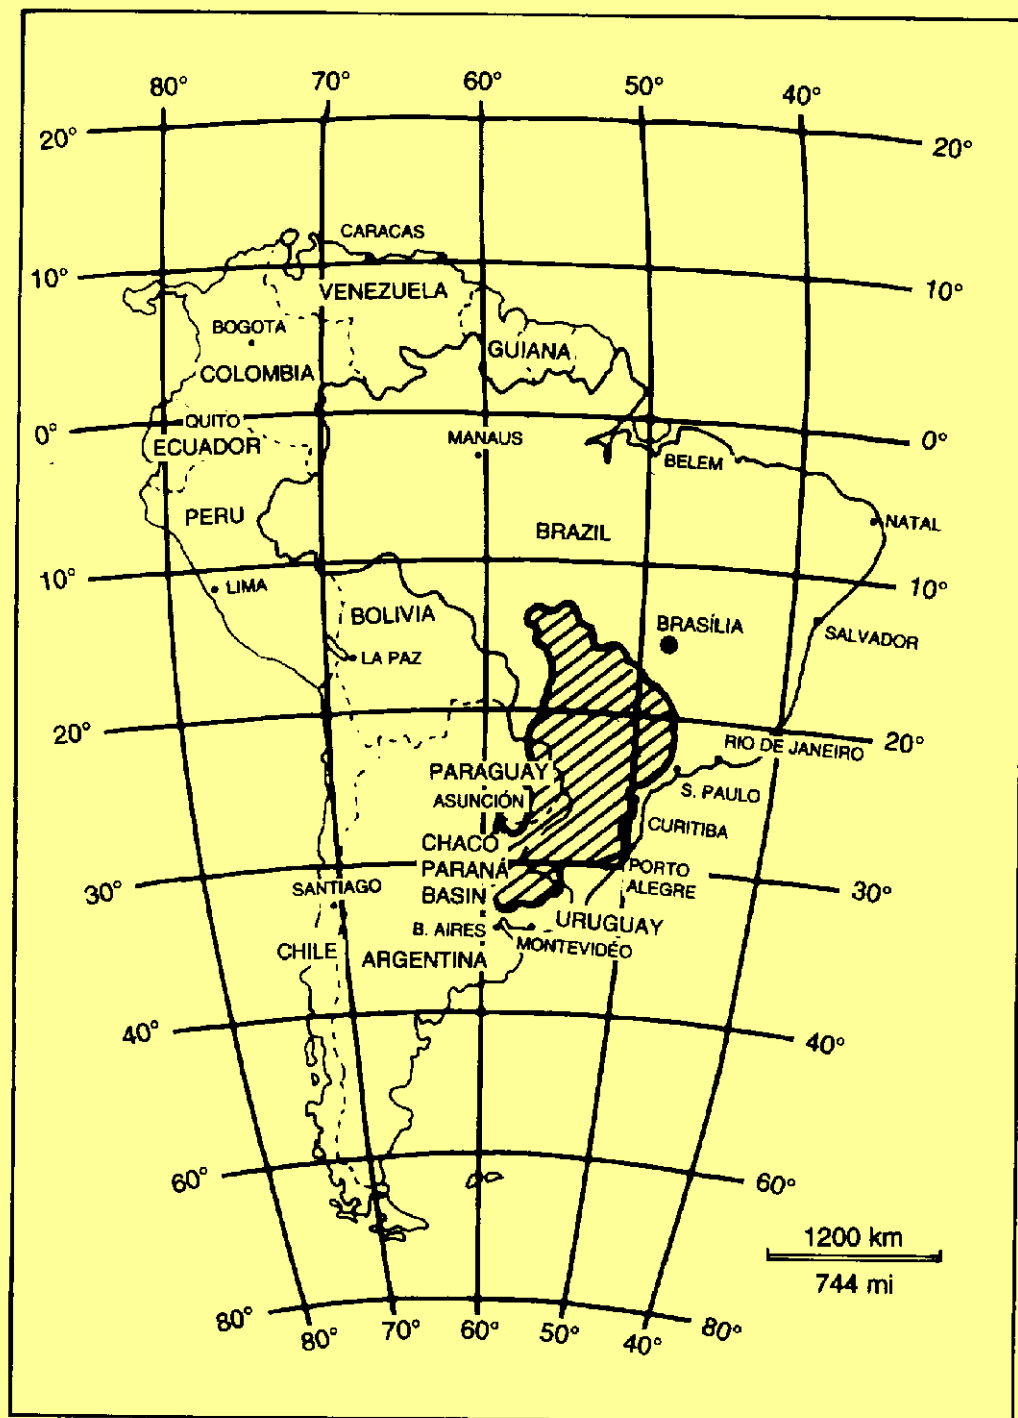 80° 70° 60° 50° 40°
20° 20°
CARACAS
10° VENEZUELA 10°
BOGOTA
GUIANA
COLOMBIA
QUITO
0° MANAUS 0°
ECUADOR BELEM
PERU BRAZIL NATAL
10° LIMA 10°
BOLIVIA BRASÍLIA
SALVADOR
LA PAZ
20° RIO DE JANEIRO 20°
PARAGUAY
ASUNCIÓN S. PAULO
CURITIBA
CHACO
PARANÁ PORTO
SANTIAGO ALEGRE
30° BASIN 30°
B. AIRES URUGUAY
MONTEVIDÉO
CHILE ARGENTINA
40° 40°
60° 60°
1200 km
744 mi
80° 80° 70° 60° 50° 40° 80°